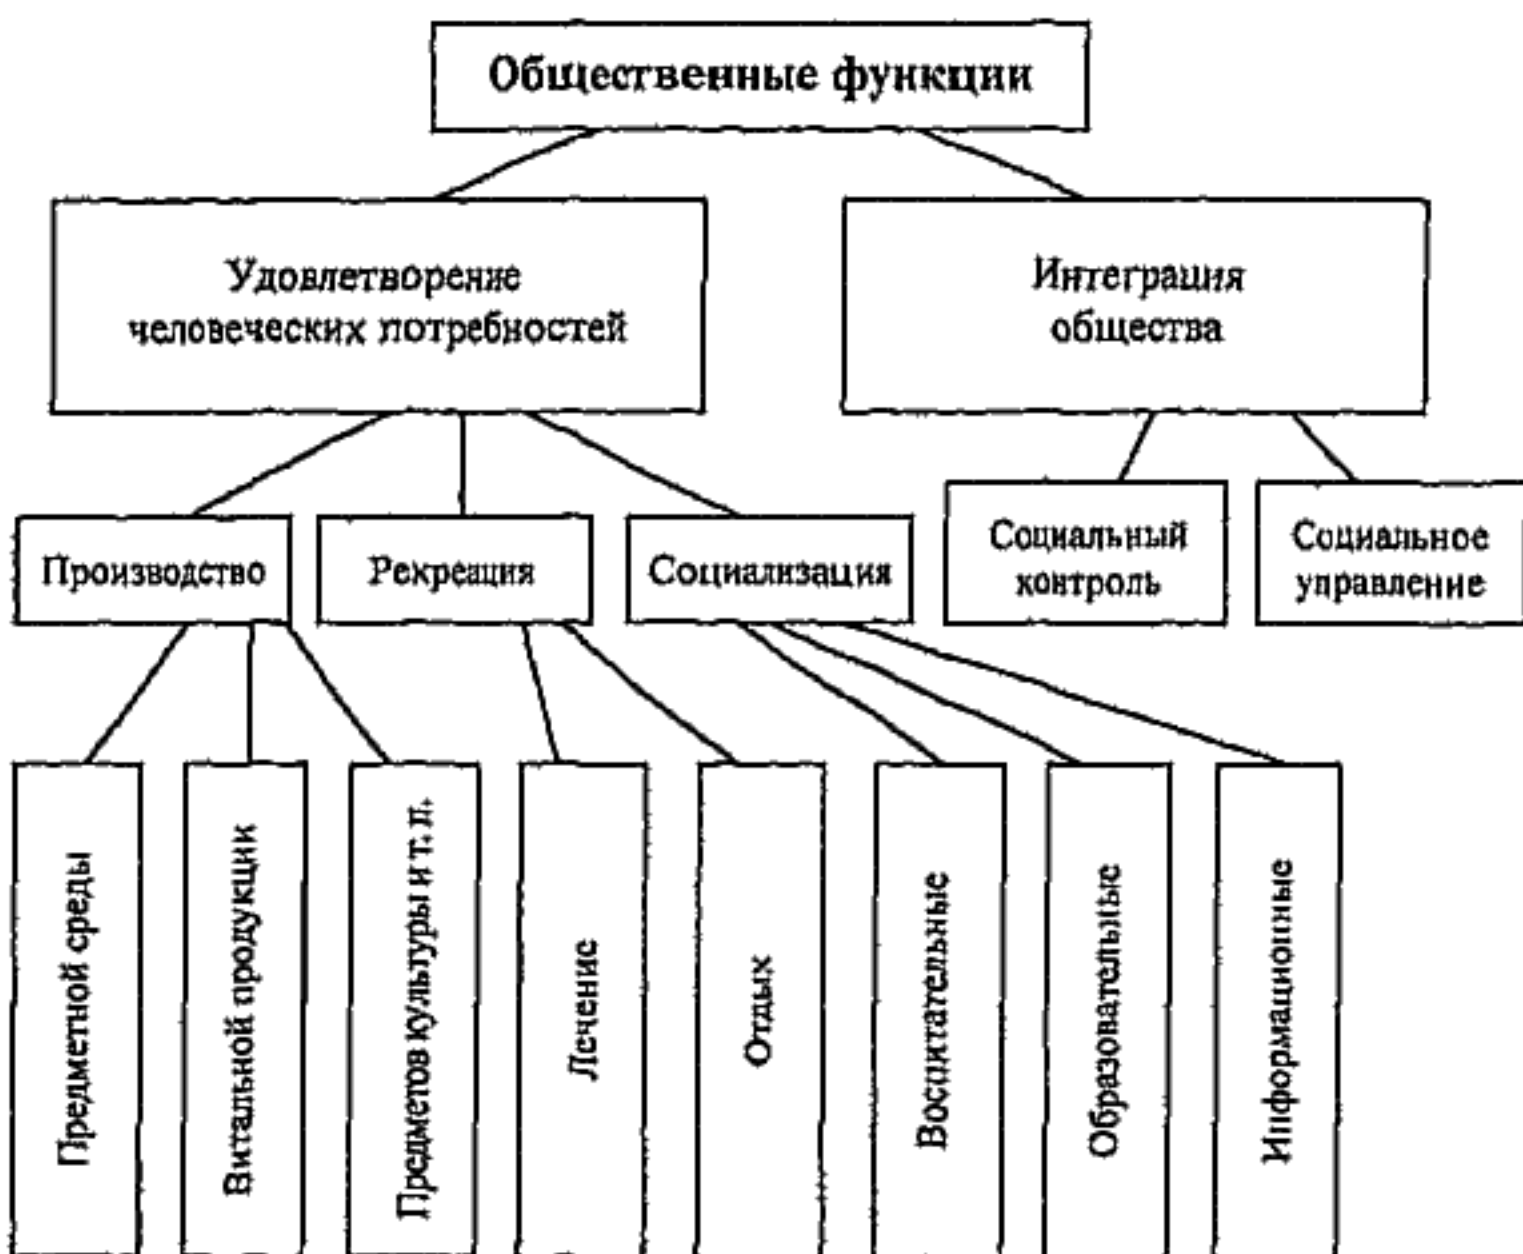 Общественные функции
Удовлетворение
человеческих потребностей
Интеграция
общества
Производство
Рекреация
Социализация
Социальный
контроль
Социальное
управление
Предметной среды
Витальной продукции
Предметов культуры и т. п.
Лечение
Отдых
Воспитательные
Образовательные
Информационные